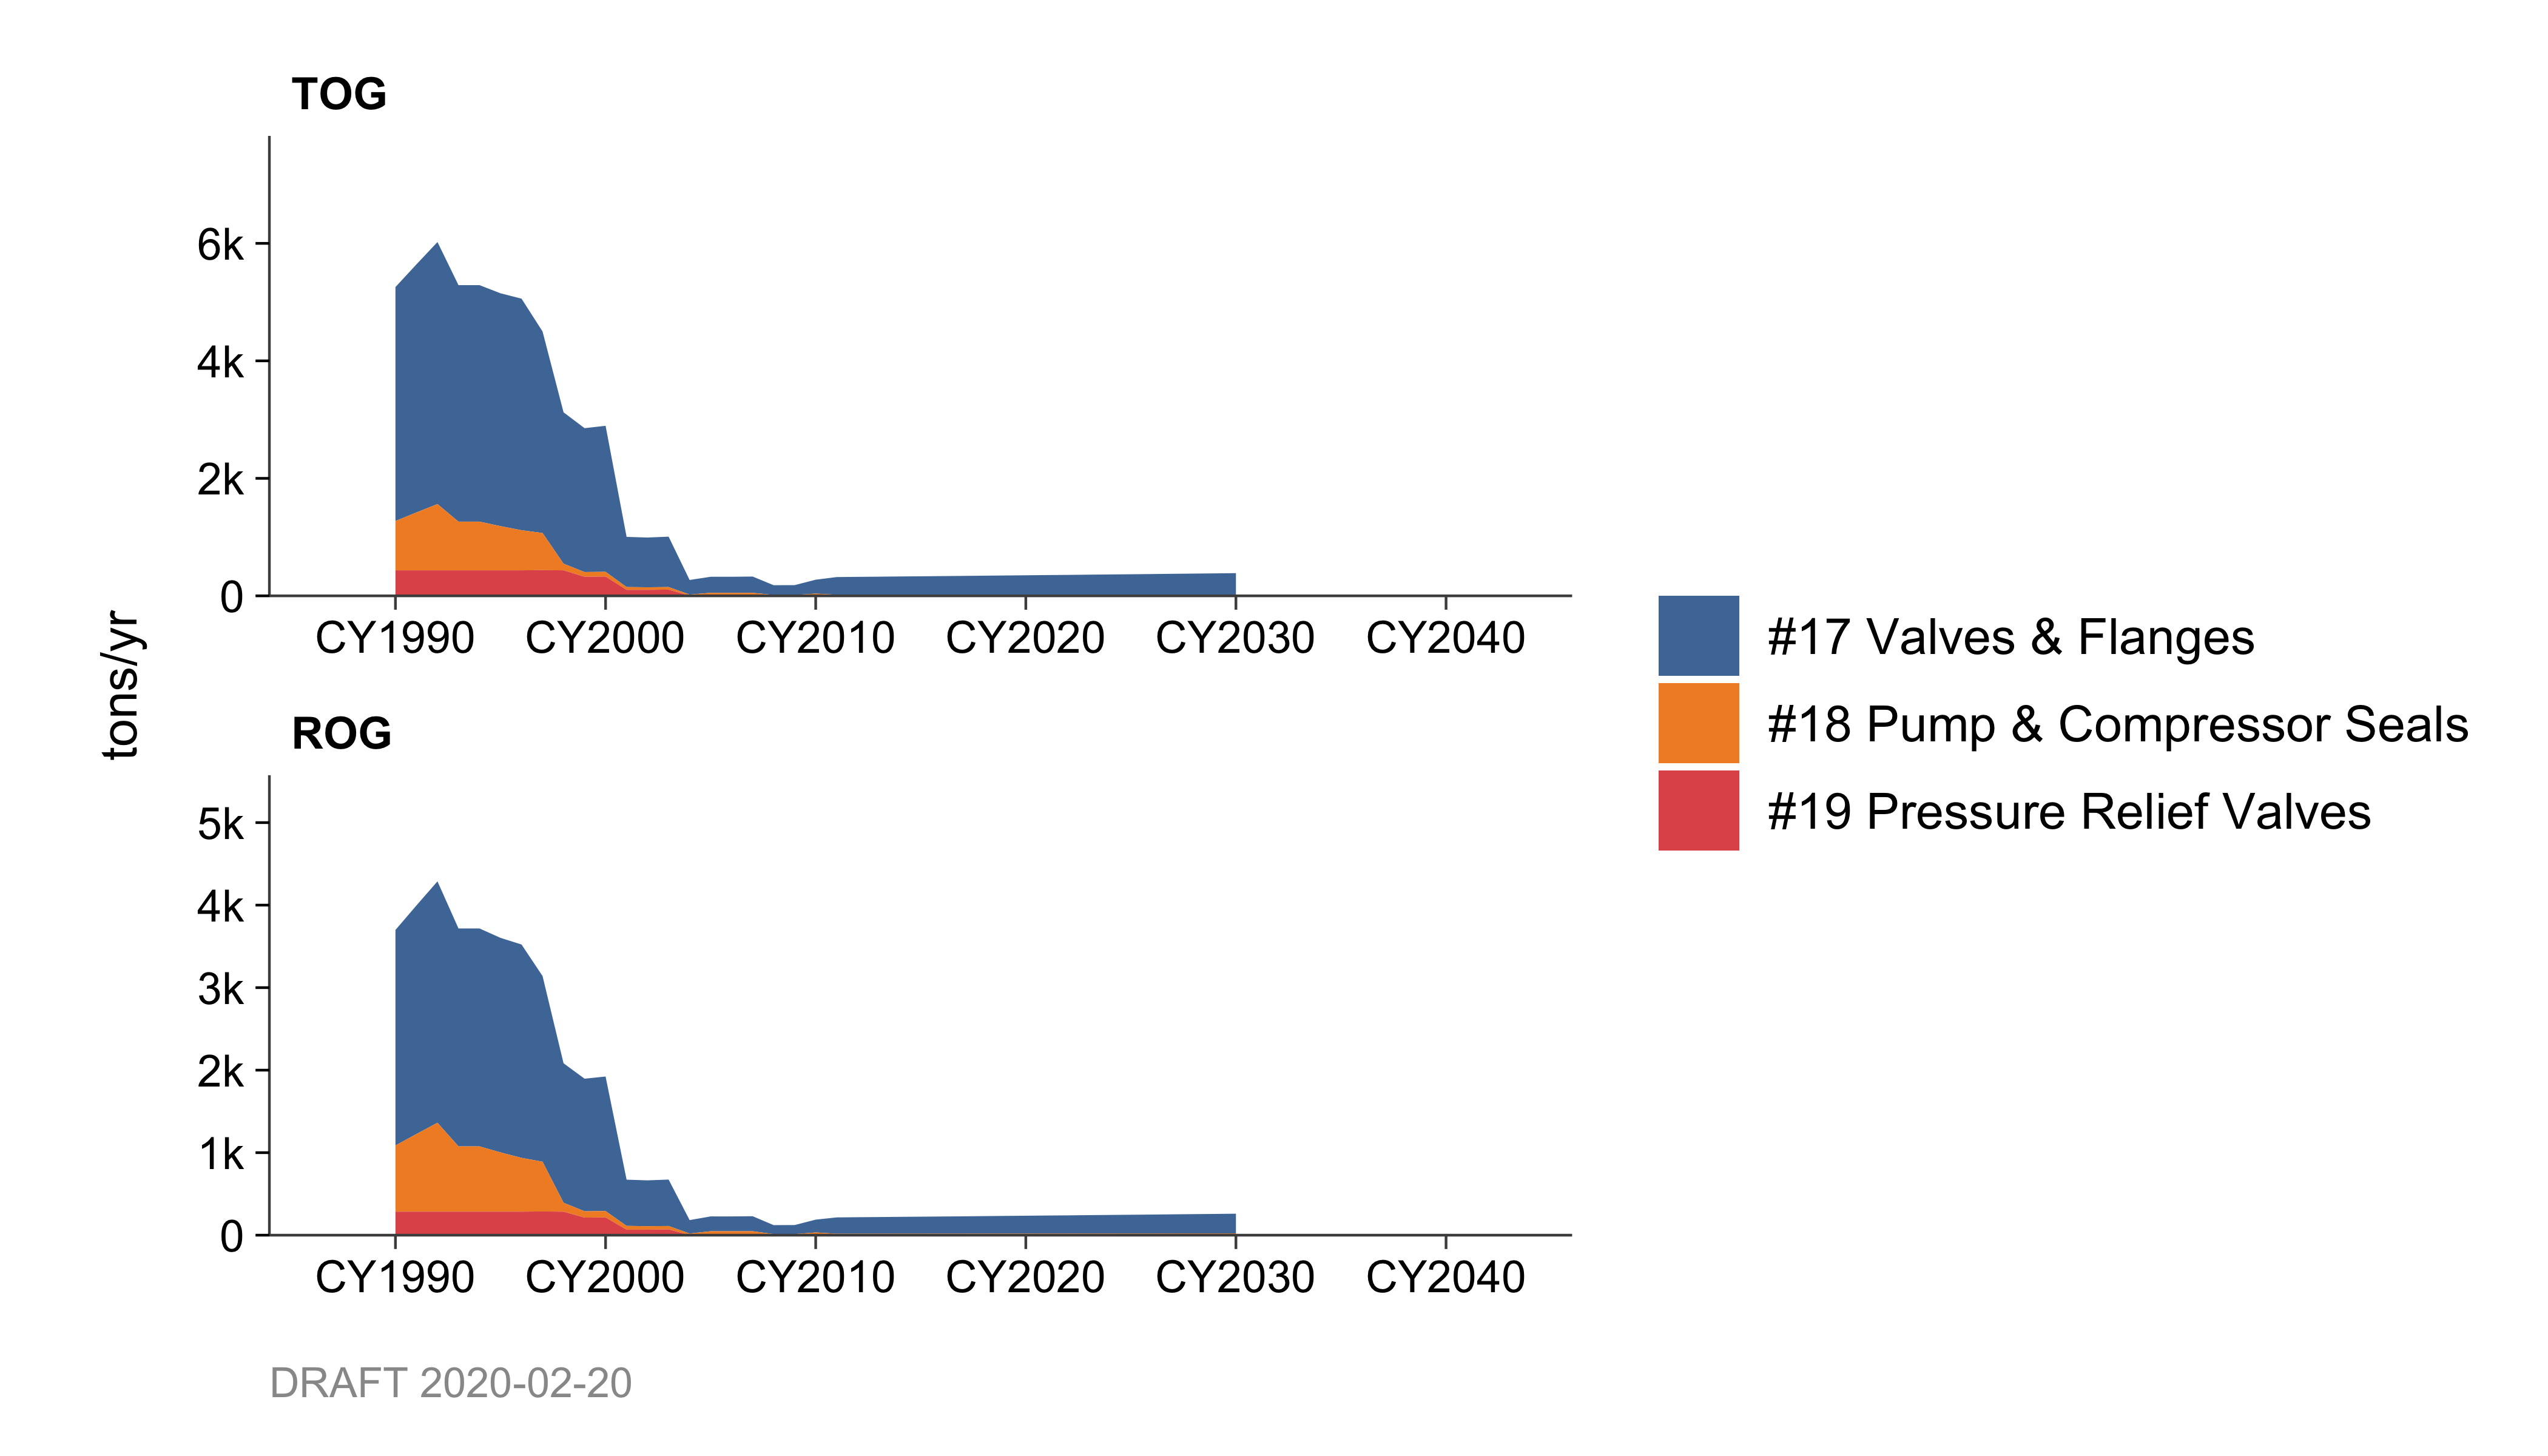 TOG
6k
4k
2k
0
CY1990 CY2000 CY2010 CY2020 CY2030 CY2040
tons/yr
ROG
5k
4k
3k
2k
1k
0
CY1990 CY2000 CY2010 CY2020 CY2030 CY2040
#17 Valves & Flanges
#18 Pump & Compressor Seals
#19 Pressure Relief Valves
DRAFT 2020-02-20